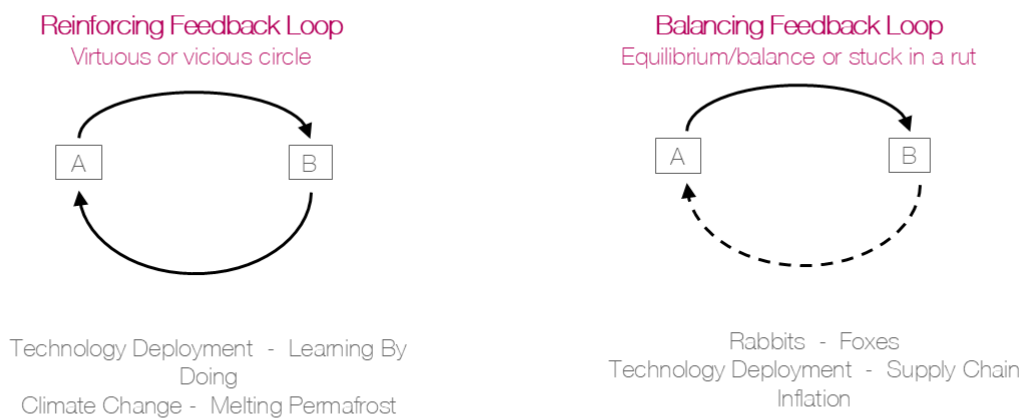 Reinforcing Feedback Loop
Virtuous or vicious circle
A
B
Technology Deployment - Learning By
Doing
Climate Change - Melting Permafrost
Balancing Feedback Loop
Equilibrium/balance or stuck in a rut
A
B
Rabbits - Foxes
Technology Deployment - Supply Chain
Inflation